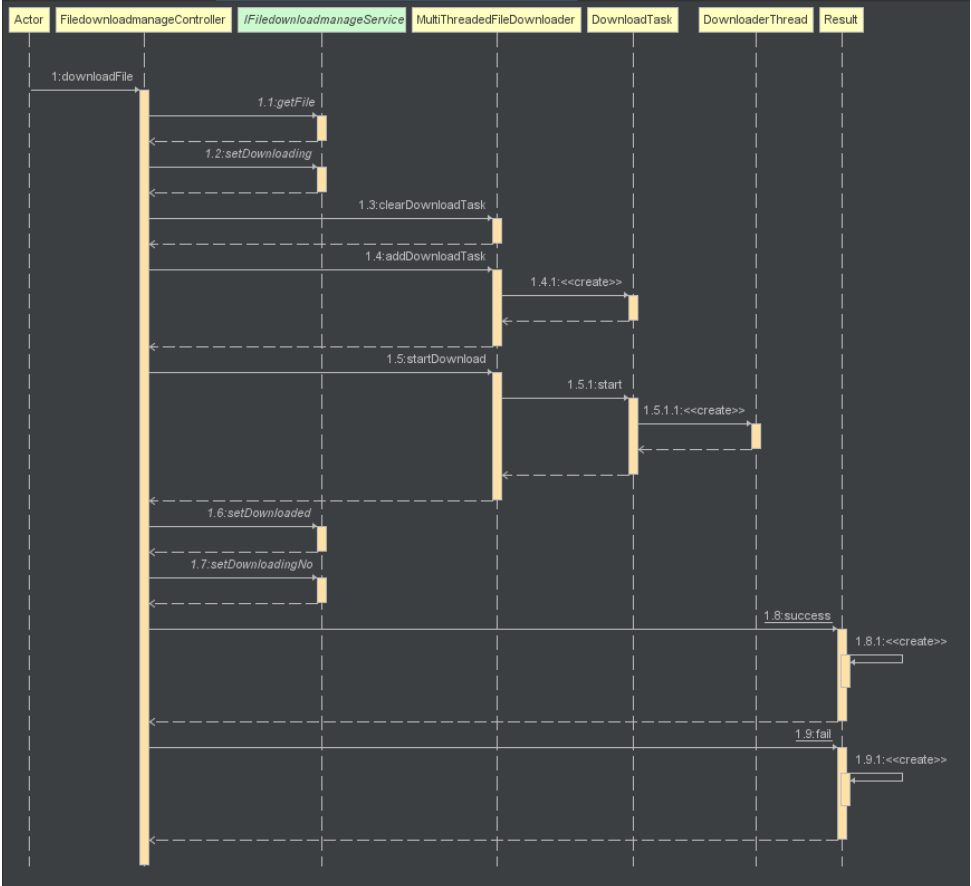 Actor FiledownloadmanageController IFiledownloadmanageService MultiThreadedFileDownloader DownloadTask DownloaderThread Result
1:downloadFile
1.1:getFile
1.2:setDownloading
1.3:clearDownloadTask
1.4:addDownloadTask
1.4.1:<<create>>
1.5:startDownload
1.5.1:start
1.5.1.1:<<create>>
1.6:setDownloaded
1.7:setDownloadingNo
1.8:success
1.8.1:<<create>>
1.9:fail
1.9.1:<<create>>